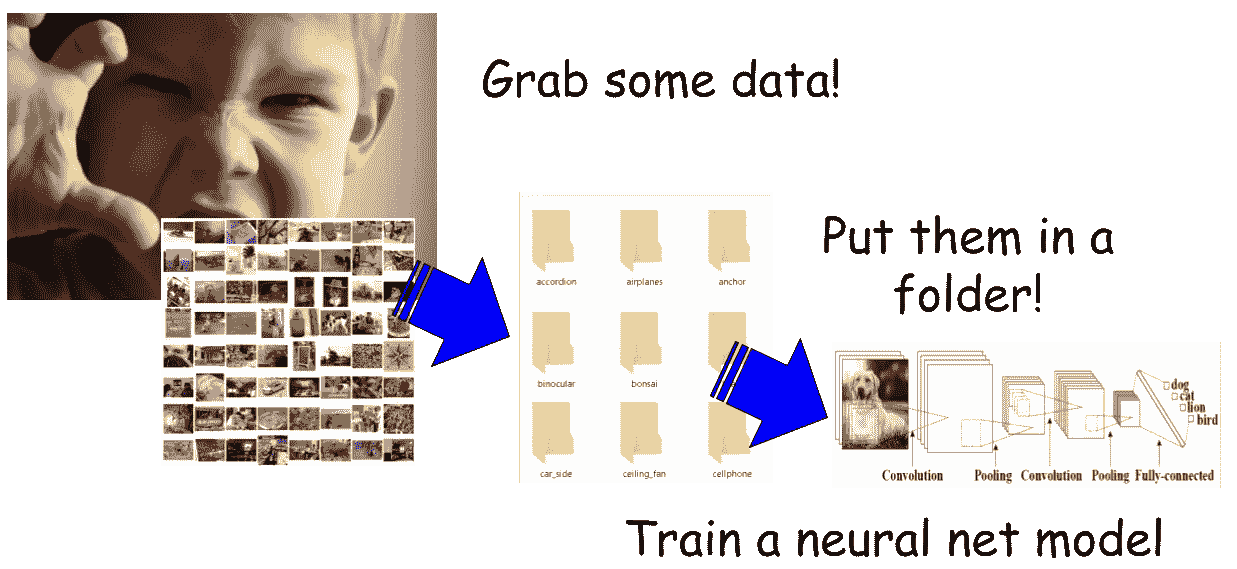 Grab some data!
Put them in a
folder!
accordion
airplanes
anchor
binocular
bonsai
car_side
ceiling_fan
cellphone
dog
cat
lion
bird
Convolution
Pooling
Convolution
Pooling
Fully-connected
Train a neural net model